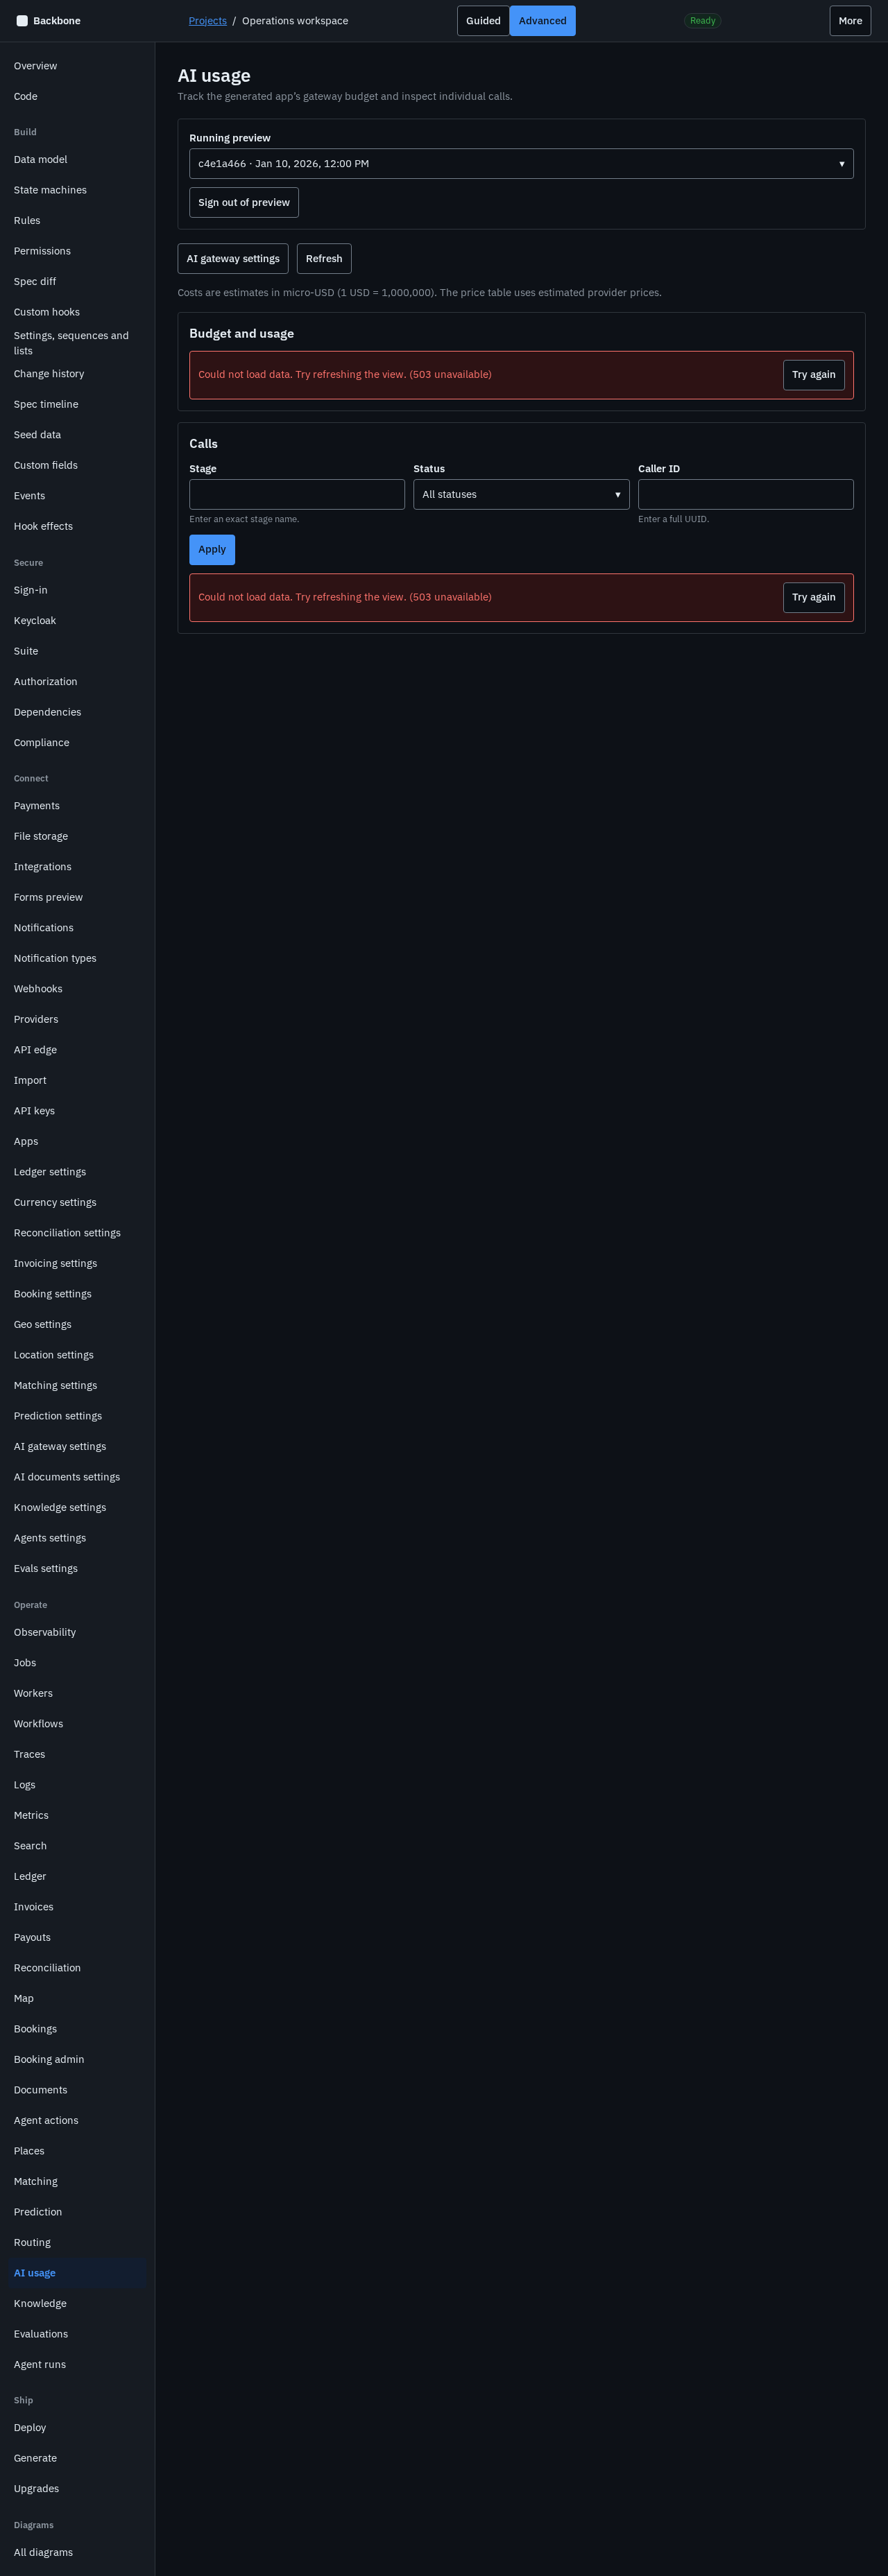 Backbone
Projects / Operations workspace
Guided
Advanced
Ready
More
Overview
Code
Build
Data model
State machines
Rules
Permissions
Spec diff
Custom hooks
Settings, sequences and
lists
Change history
Spec timeline
Seed data
Custom fields
Events
Hook effects
Secure
Sign-in
Keycloak
Suite
Authorization
Dependencies
Compliance
Connect
Payments
File storage
Integrations
Forms preview
Notifications
Notification types
Webhooks
Providers
API edge
Import
API keys
Apps
Ledger settings
Currency settings
Reconciliation settings
Invoicing settings
Booking settings
Geo settings
Location settings
Matching settings
Prediction settings
AI gateway settings
AI documents settings
Knowledge settings
Agents settings
Evals settings
Operate
Observability
Jobs
Workers
Workflows
Traces
Logs
Metrics
Search
Ledger
Invoices
Payouts
Reconciliation
Map
Bookings
Booking admin
Documents
Agent actions
Places
Matching
Prediction
Routing
AI usage
Knowledge
Evaluations
Agent runs
Ship
Deploy
Generate
Upgrades
Diagrams
All diagrams
AI usage
Track the generated app’s gateway budget and inspect individual calls.
Running preview
c4e1a466 · Jan 10, 2026, 12:00 PM
Sign out of preview
AI gateway settings
Refresh
Costs are estimates in micro-USD (1 USD = 1,000,000). The price table uses estimated provider prices.
Budget and usage
Could not load data. Try refreshing the view. (503 unavailable)
Try again
Calls
Stage
Enter an exact stage name.
Status
All statuses
Caller ID
Enter a full UUID.
Apply
Could not load data. Try refreshing the view. (503 unavailable)
Try again